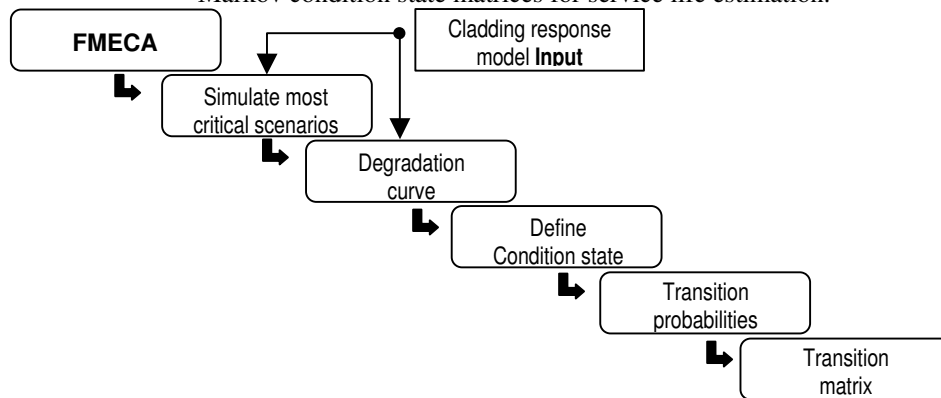 Markov condition state matrices for service life estimation.
FMECA
Cladding response
model Input
Simulate most
critical scenarios
Degradation
curve
Define
Condition state
Transition
probabilities
Transition
matrix